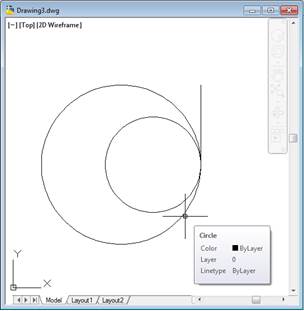 Drawing3.dwg
[−] [Top] [2D Wireframe]
Circle
Color ByLayer
Layer 0
Linetype ByLayer
Y
X
Model Layout1 Layout2